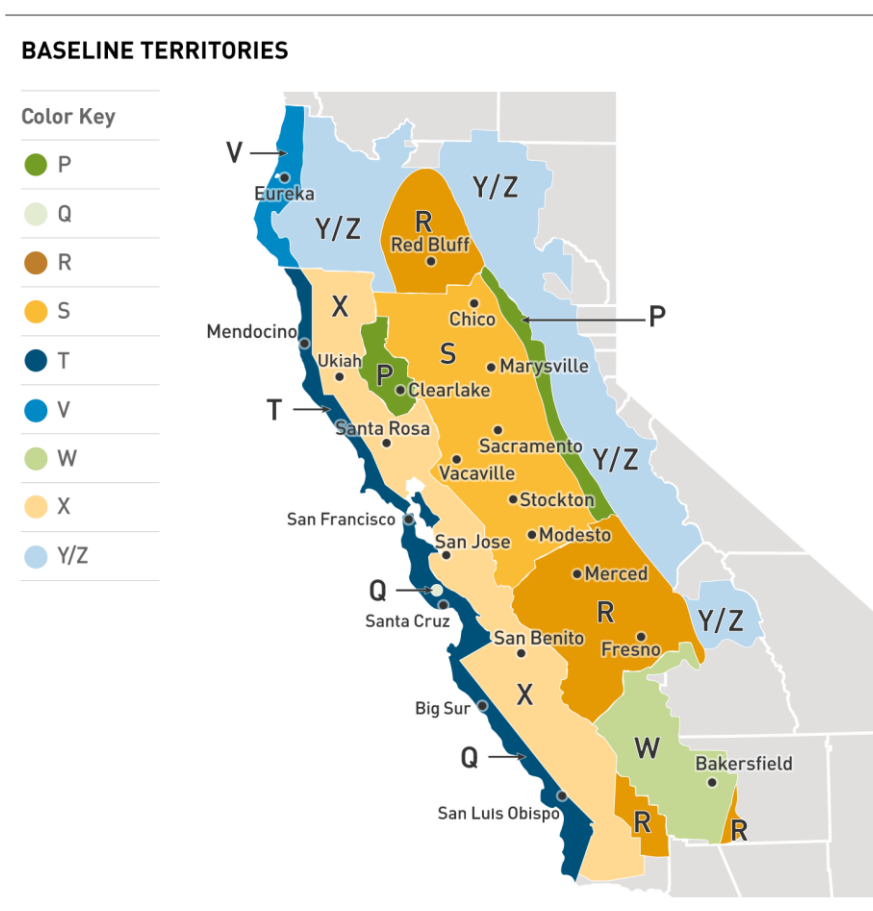 BASELINE TERRITORIES
Color Key
P
Q
R
S
T
V
W
X
Y/Z
V
Eureka
Y/Z
Y/Z
R
Red Bluff
X
Chico
P
Mendocino
S
Ukiah
P
Marysville
Clearlake
T
Santa Rosa
Sacramento
Y/Z
Vacaville
Stockton
San Francisco
Modesto
San Jose
Merced
Q
R
Santa Cruz
Y/Z
San Benito
Fresno
X
Big Sur
W
Q
Bakersfield
San Luis Obispo
R
R